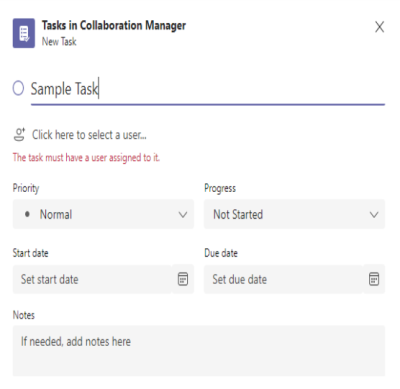 Tasks in Collaboration Manager
New Task
Sample Task
Click here to select a user...
The task must have a user assigned to it.
Priority Progress
Normal Not Started
Start date Due date
Set start date Set due date
Notes
If needed, add notes here